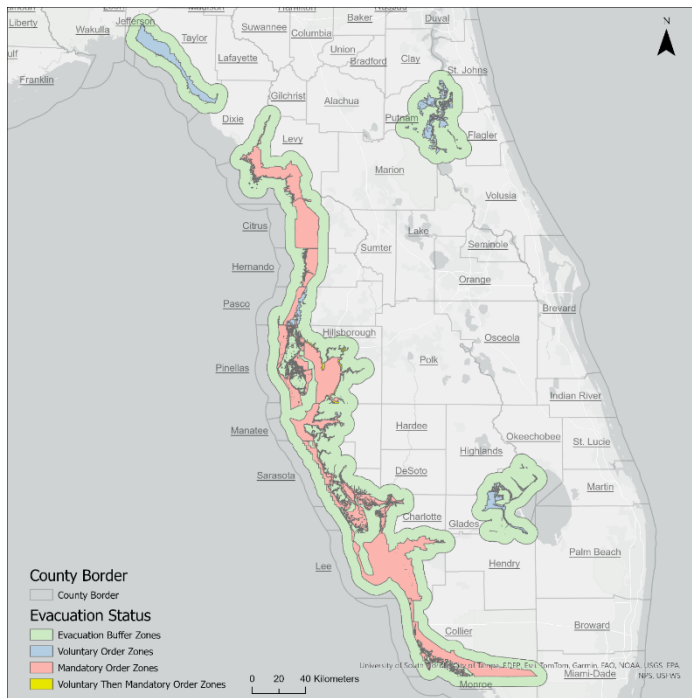 Madison
Hamilton
Baker
Liberty
Jefferson
Suwannee
Columbia
Duval
Wakulla
Taylor
Union
Clay
Lafayette
Bradford
St. Johns
Franklin
Gilchrist
Alachua
Putnam
Dixie
Flagler
Levy
Marion
Volusia
Citrus
Lake
Sumter
Seminole
Hernando
Orange
Pasco
Brevard
Hillsborough
Osceola
Pinellas
Polk
Indian River
Manatee
Hardee
Okeechobee
Highlands
St. Lucie
Sarasota
DeSoto
Martin
Charlotte
Glades
Palm Beach
Lee
Hendry
Collier
Broward
Miami-Dade
Monroe
N
County Border
County Border
Evacuation Status
Evacuation Buffer Zones
Voluntary Order Zones
Mandatory Order Zones
Voluntary Then Mandatory Order Zones
0 20 40 Kilometers
University of South City of Tampa, FDEP, Esri, TomTom, Garmin, FAO, NOAA, USGS, EPA,
NPS, USFWS